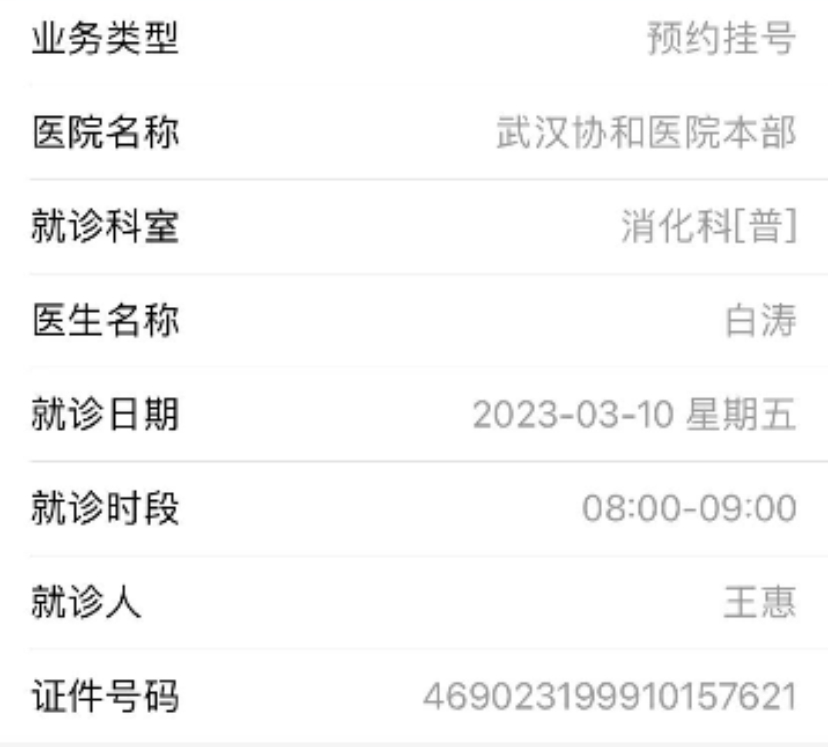 业务类型 预约挂号
医院名称 武汉协和医院本部
就诊科室 消化科[普]
医生名称 白涛
就诊日期 2023-03-10 星期五
就诊时段 08:00-09:00
就诊人 王惠
证件号码 469023199910157621